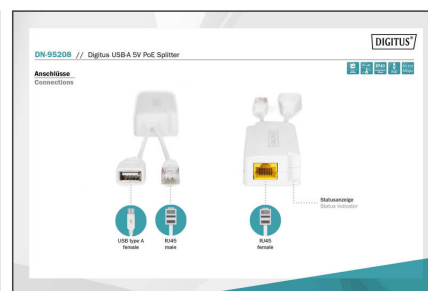 DIGITUS®
DN-95208 // Digitus USB-A 5V PoE Splitter
Anschlüsse
Connections
Statusanzeige
Status indicator
USB type A
female
RJ45
male
RJ45
female